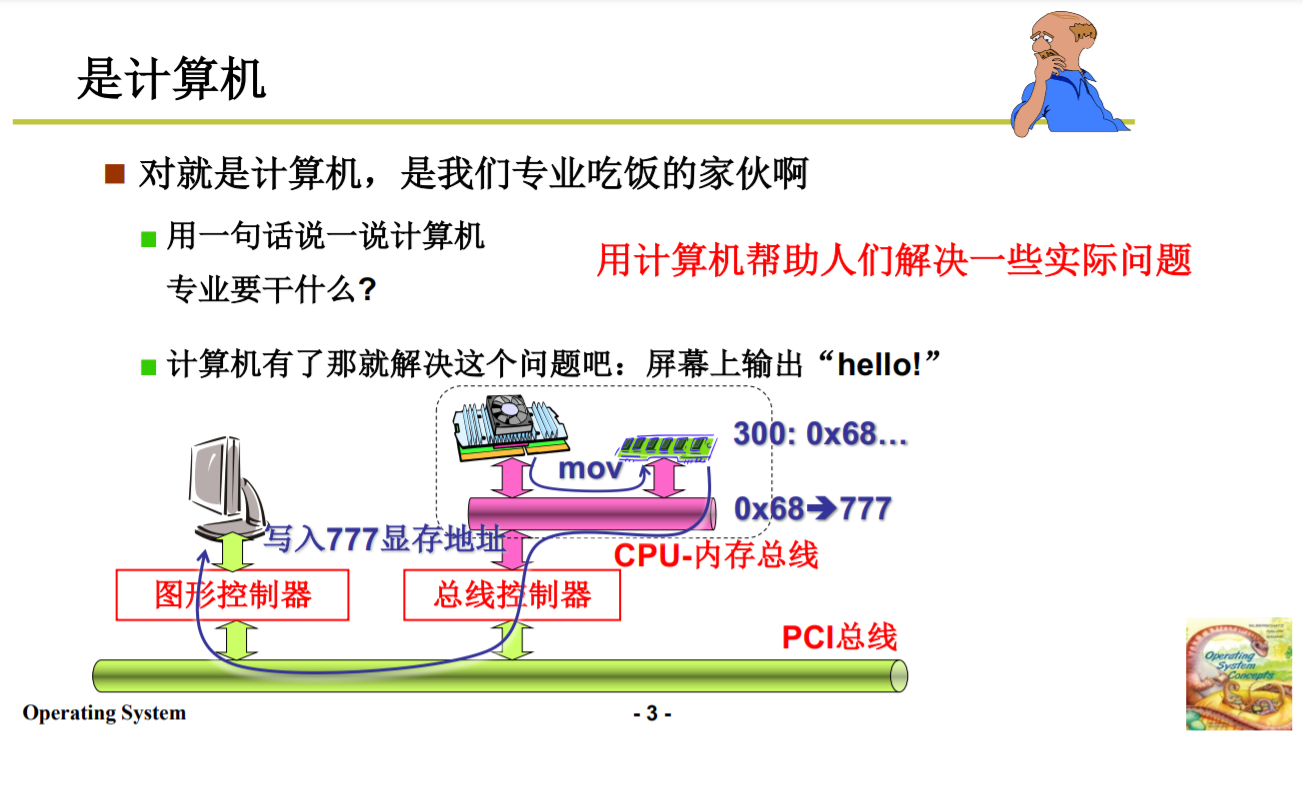 是计算机
对就是计算机，是我们专业吃饭的家伙啊
用一句话说一说计算机
专业要干什么?
用计算机帮助人们解决一些实际问题
计算机有了那就解决这个问题吧：屏幕上输出“hello!”
300: 0x68…
mov
0x68➔777
写入777显存地址
CPU-内存总线
图形控制器
总线控制器
PCI总线
Operating
System
Concepts
Operating System
- 3 -